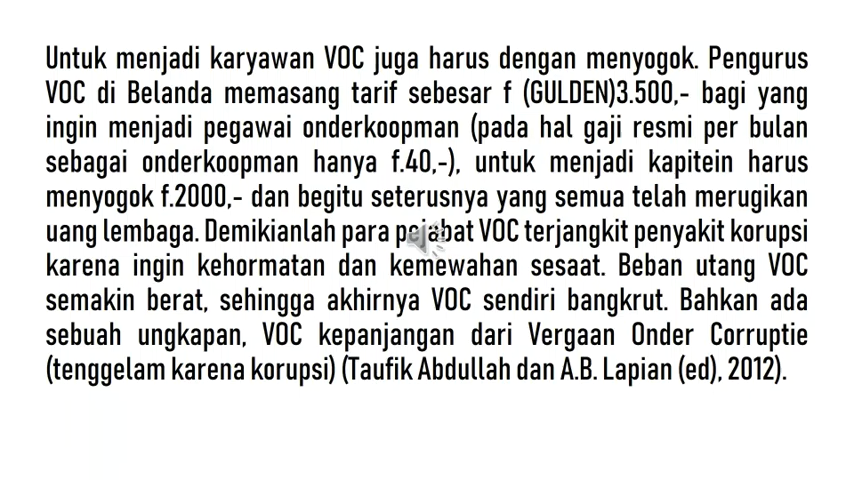 Untuk menjadi karyawan VOC juga harus dengan menyogok. Pengurus
VOC di Belanda memasang tarif sebesar f (GULDEN)3.500,- bagi yang
ingin menjadi pegawai onderkoopman (pada hal gaji resmi per bulan
sebagai onderkoopman hanya f.40,-), untuk menjadi kapitein harus
menyogok f.2000,- dan begitu seterusnya yang semua telah merugikan
uang lembaga. Demikianlah para pejabat VOC terjangkit penyakit korupsi
karena ingin kehormatan dan kemewahan sesaat. Beban utang VOC
semakin berat, sehingga akhirnya VOC sendiri bangkrut. Bahkan ada
sebuah ungkapan, VOC kepanjangan dari Vergaan Onder Corruptie
(tenggelam karena korupsi) (Taufik Abdullah dan A.B. Lapian (ed), 2012).